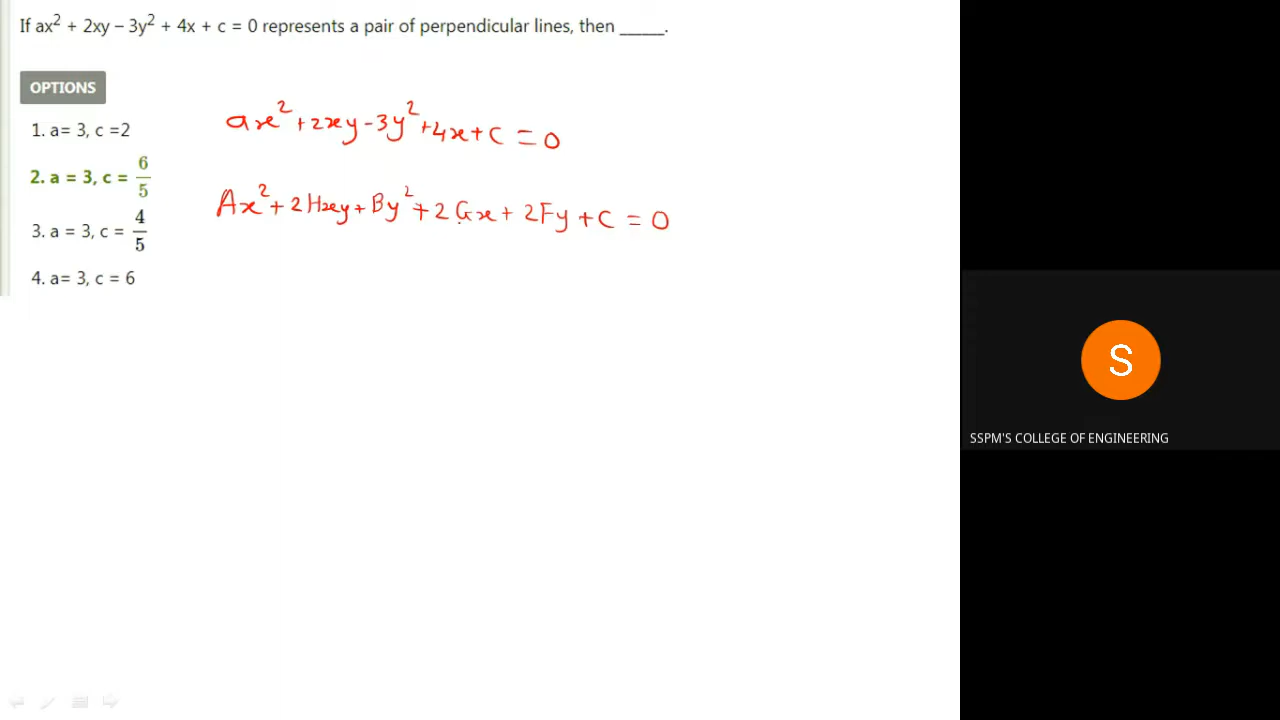 If ax² + 2xy – 3y² + 4x + c = 0 represents a pair of perpendicular lines, then _____.
OPTIONS
1. a= 3, c =2
2. a = 3, c = 6/5
3. a = 3, c = 4/5
4. a= 3, c = 6
ax² + 2xy - 3y² + 4x + c = 0
Ax² + 2Hxy + By² + 2Gx + 2Fy + C = 0
S
SSPM'S COLLEGE OF ENGINEERING